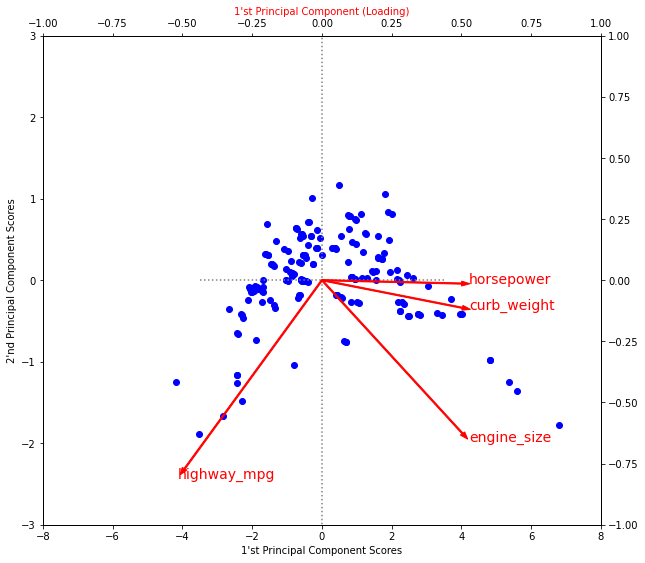 1'st Principal Component (Loading)
−1.00 −0.75 −0.50 −0.25 0.00 0.25 0.50 0.75 1.00
3 1.00
0.75
2
0.50
1
0.25
0 0.00
horsepower
curb_weight
−0.25
−1
−0.50
engine_size
−2
highway_mpg
−0.75
−3 −1.00
−8 −6 −4 −2 0 2 4 6 8
1'st Principal Component Scores
2'nd Principal Component Scores